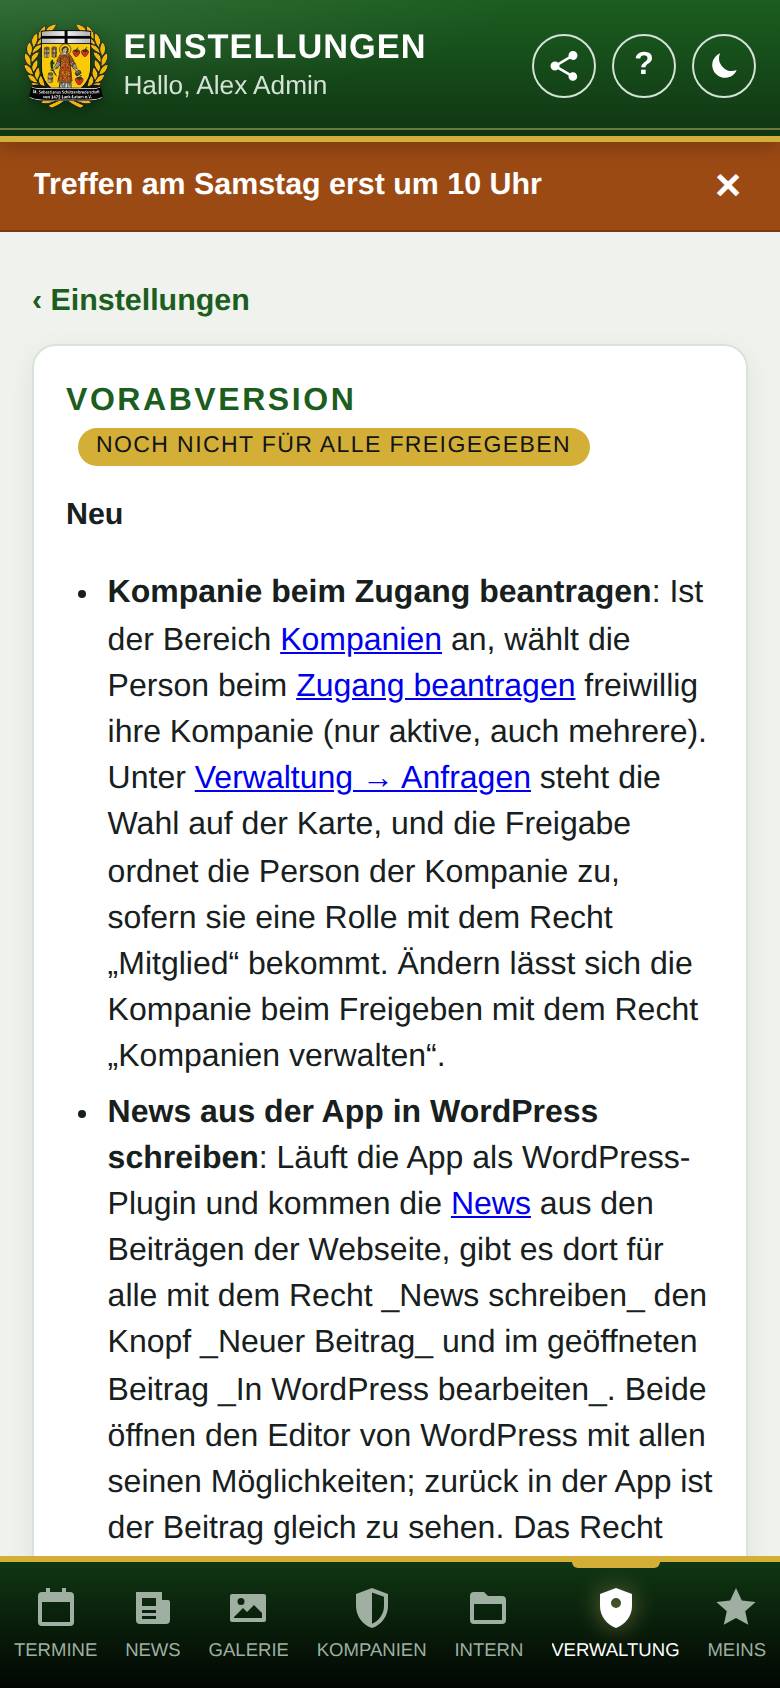 EINSTELLUNGEN
Hallo, Alex Admin
?
Treffen am Samstag erst um 10 Uhr
×
‹ Einstellungen
VORABVERSION
NOCH NICHT FÜR ALLE FREIGEGEBEN
Neu
• Kompanie beim Zugang beantragen: Ist
der Bereich Kompanien an, wählt die
Person beim Zugang beantragen freiwillig
ihre Kompanie (nur aktive, auch mehrere).
Unter Verwaltung → Anfragen steht die
Wahl auf der Karte, und die Freigabe
ordnet die Person der Kompanie zu,
sofern sie eine Rolle mit dem Recht
„Mitglied“ bekommt. Ändern lässt sich die
Kompanie beim Freigeben mit dem Recht
„Kompanien verwalten“.
• News aus der App in WordPress
schreiben: Läuft die App als WordPress-
Plugin und kommen die News aus den
Beiträgen der Webseite, gibt es dort für
alle mit dem Recht _News schreiben_ den
Knopf _Neuer Beitrag_ und im geöffneten
Beitrag _In WordPress bearbeiten_. Beide
öffnen den Editor von WordPress mit allen
seinen Möglichkeiten; zurück in der App ist
der Beitrag gleich zu sehen. Das Recht
TERMINE
NEWS
GALERIE
KOMPANIEN
INTERN
VERWALTUNG
MEINS